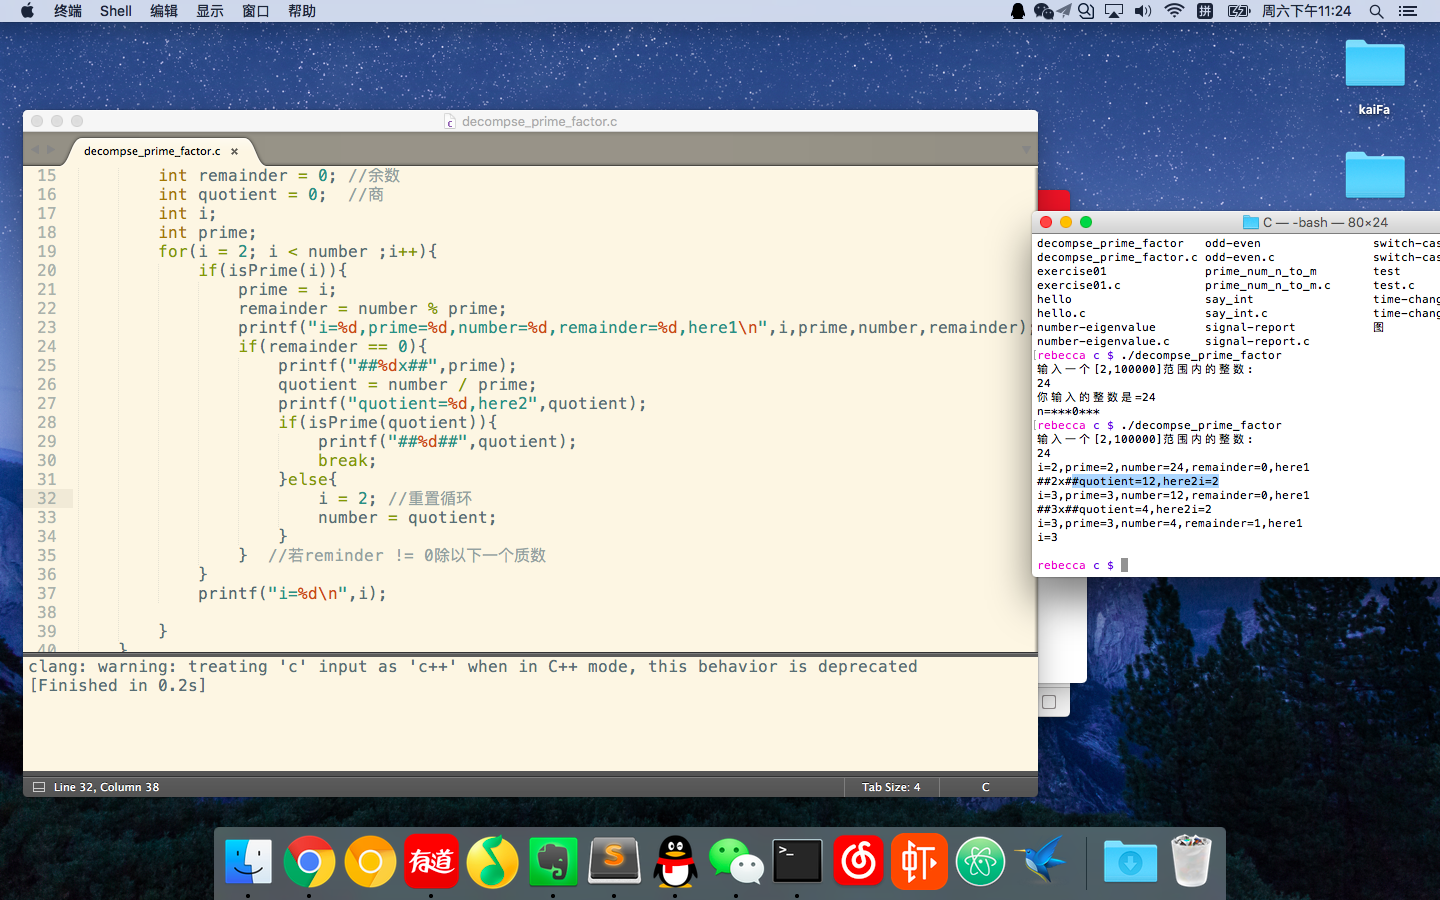 终端 Shell 编辑 显示 窗口 帮助
拼 周六下午11:24
kaiFa
decompse_prime_factor.c
decompse_prime_factor.c ×
15 int remainder = 0; //余数
16 int quotient = 0;  //商
17 int i;
18 int prime;
19 for(i = 2; i < number ;i++){
20 if(isPrime(i)){
21 prime = i;
22 remainder = number % prime;
23 printf("i=%d,prime=%d,number=%d,remainder=%d,here1\n",i,prime,number,remainder);
24 if(remainder == 0){
25 printf("##%dx##",prime);
26 quotient = number / prime;
27 printf("quotient=%d,here2",quotient);
28 if(isPrime(quotient)){
29 printf("##%d##",quotient);
30 break;
31 }else{
32 i = 2; //重置循环
33 number = quotient;
34 }
35 }  //若reminder != 0除以下一个质数
36 }
37 printf("i=%d\n",i);
38
39 }
40 }
clang: warning: treating 'c' input as 'c++' when in C++ mode, this behavior is deprecated
[Finished in 0.2s]
Line 32, Column 38 Tab Size: 4 C
C — -bash — 80×24
decompse_prime_factor odd-even switch-cas
decompse_prime_factor.c odd-even.c switch-cas
exercise01 prime_num_n_to_m test
exercise01.c prime_num_n_to_m.c test.c
hello say_int time-chang
hello.c say_int.c time-chang
number-eigenvalue signal-report 图
number-eigenvalue.c signal-report.c
[rebecca c $ ./decompse_prime_factor
输入一个[2,100000]范围内的整数：
24
你输入的整数是=24
n=***0***
[rebecca c $ ./decompse_prime_factor
输入一个[2,100000]范围内的整数：
24
i=2,prime=2,number=24,remainder=0,here1
##2x##quotient=12,here2i=2
i=3,prime=3,number=12,remainder=0,here1
##3x##quotient=4,here2i=2
i=3,prime=3,number=4,remainder=1,here1
i=3
rebecca c $
有道
S
>_
虾